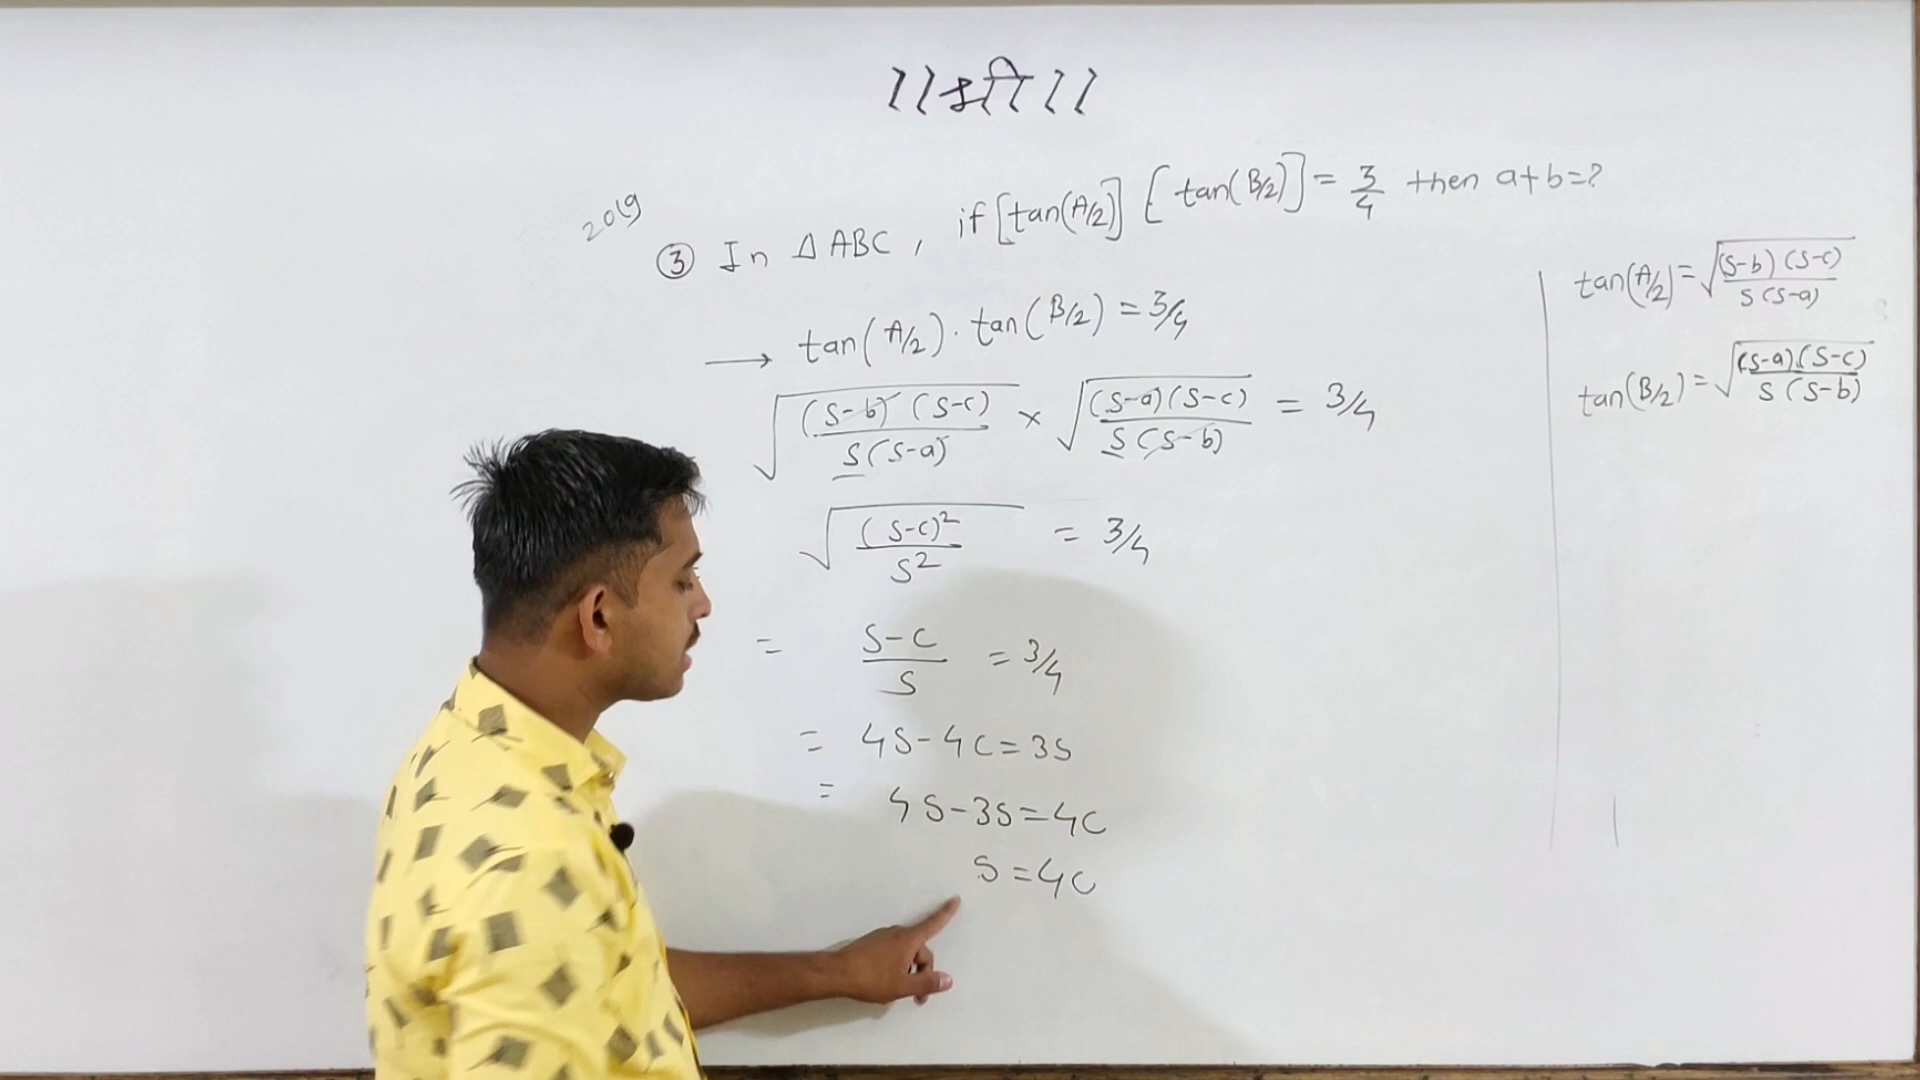 ।।श्री।।
2019
③ In △ABC, if [tan(A/2)] [tan(B/2)] = 3/4 then a+b=?
⟶ tan(A/2)·tan(B/2) = 3/4
√((s-b)(s-c)/s(s-a)) × √((s-a)(s-c)/s(s-b)) = 3/4
√((s-c)²/s²) = 3/4
= s-c/s = 3/4
= 4s-4c=3s
= 4s-3s=4c
s=4c
tan(A/2)=√((s-b)(s-c)/s(s-a))
tan(B/2)=√((s-a)(s-c)/s(s-b))